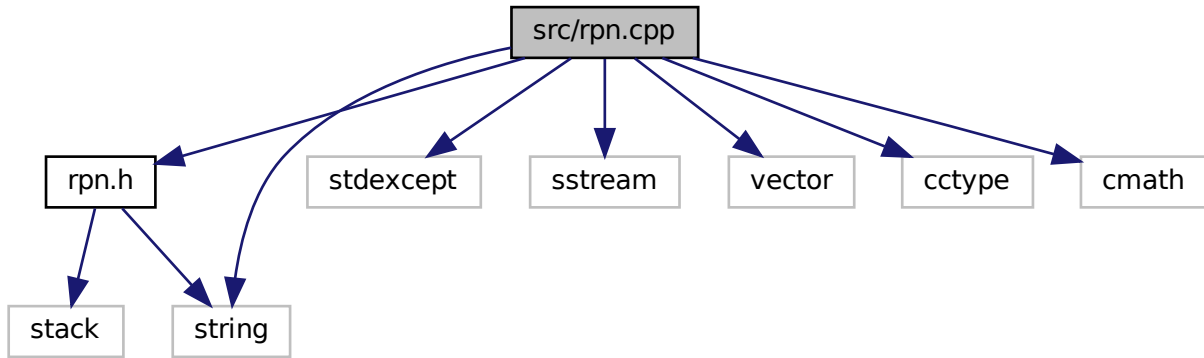 src/rpn.cpp
rpn.h
stdexcept
sstream
vector
cctype
cmath
stack
string